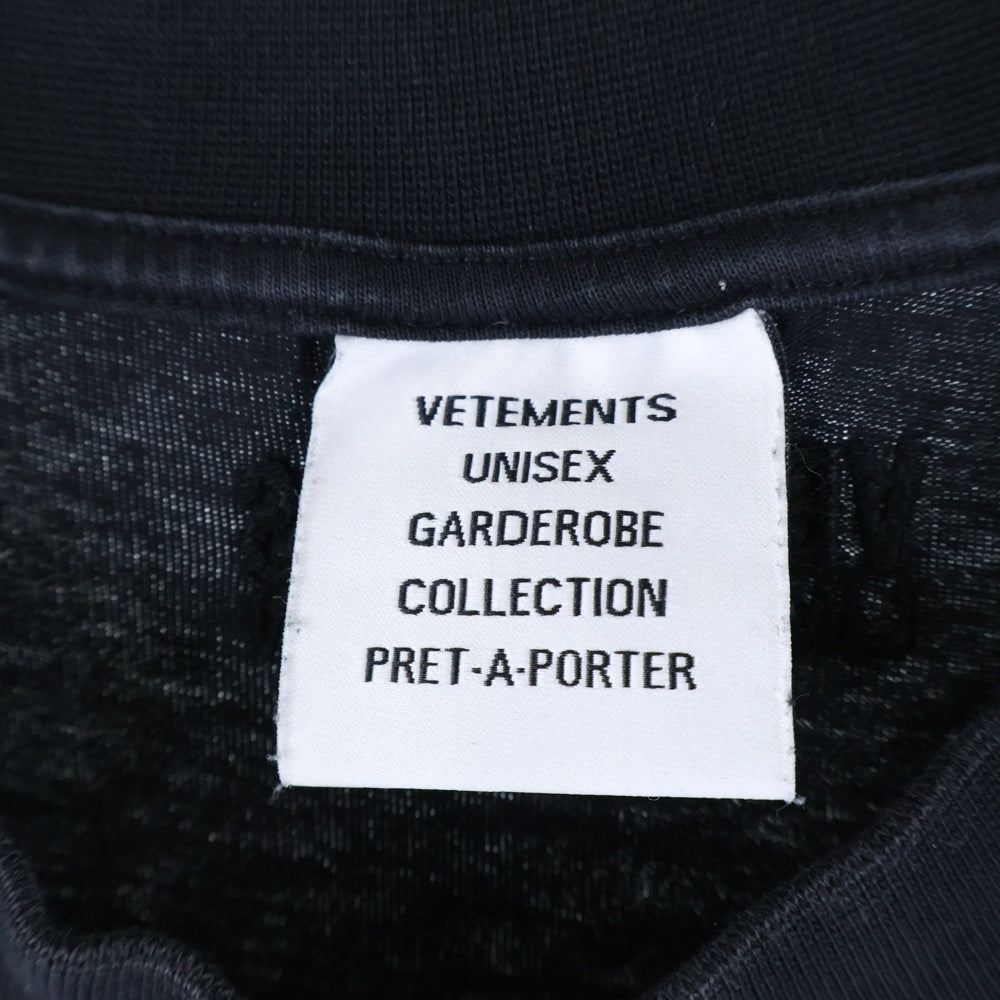 VETEMENTS
UNISEX
GARDEROBE
COLLECTION
PRET-A-PORTER